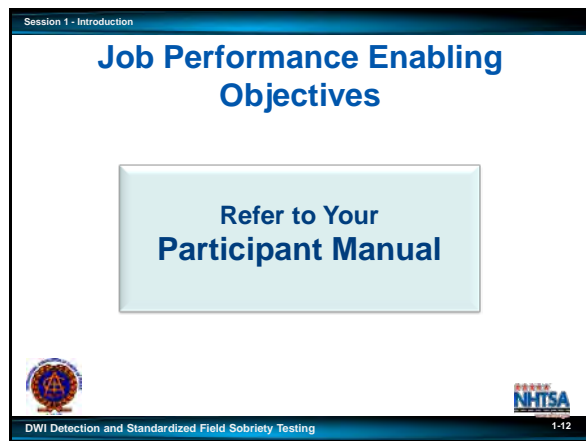 Session 1 - Introduction
Job Performance Enabling
Objectives
Refer to Your
Participant Manual
NHTSA
DWI Detection and Standardized Field Sobriety Testing
1-12